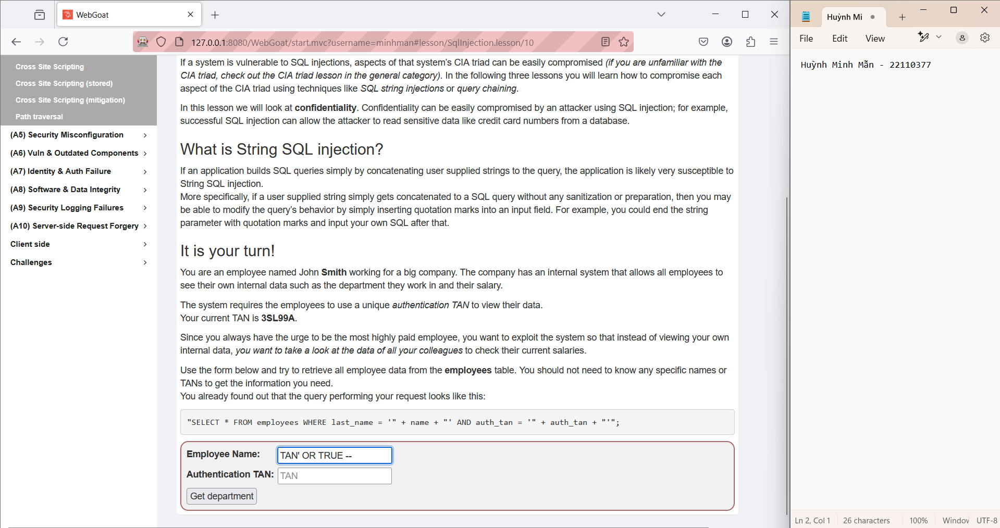 WebGoat
127.0.0.1:8080/WebGoat/start.mvc?username=minhman#lesson/SqlInjection.lesson/10
Cross Site Scripting
Cross Site Scripting (stored)
Cross Site Scripting (mitigation)
Path traversal
(A5) Security Misconfiguration
(A6) Vuln & Outdated Components
(A7) Identity & Auth Failure
(A8) Software & Data Integrity
(A9) Security Logging Failures
(A10) Server-side Request Forgery
Client side
Challenges
If a system is vulnerable to SQL injections, aspects of that system’s CIA triad can be easily compromised (if you are unfamiliar with the
CIA triad, check out the CIA triad lesson in the general category). In the following three lessons you will learn how to compromise each
aspect of the CIA triad using techniques like SQL string injections or query chaining.
In this lesson we will look at confidentiality. Confidentiality can be easily compromised by an attacker using SQL injection; for example,
successful SQL injection can allow the attacker to read sensitive data like credit card numbers from a database.
What is String SQL injection?
If an application builds SQL queries simply by concatenating user supplied strings to the query, the application is likely very susceptible to
String SQL injection.
More specifically, if a user supplied string simply gets concatenated to a SQL query without any sanitization or preparation, then you may
be able to modify the query’s behavior by simply inserting quotation marks into an input field. For example, you could end the string
parameter with quotation marks and input your own SQL after that.
It is your turn!
You are an employee named John Smith working for a big company. The company has an internal system that allows all employees to
see their own internal data such as the department they work in and their salary.
The system requires the employees to use a unique authentication TAN to view their data.
Your current TAN is 3SL99A.
Since you always have the urge to be the most highly paid employee, you want to exploit the system so that instead of viewing your own
internal data, you want to take a look at the data of all your colleagues to check their current salaries.
Use the form below and try to retrieve all employee data from the employees table. You should not need to know any specific names or
TANs to get the information you need.
You already found out that the query performing your request looks like this:
"SELECT * FROM employees WHERE last_name = '" + name + "' AND auth_tan = '" + auth_tan + "'";
Employee Name: TAN' OR TRUE --
Authentication TAN: TAN
Get department
Huỳnh Mi
File Edit View
Huỳnh Minh Mẫn - 22110377
Ln 2, Col 1 26 characters 100% Window UTF-8